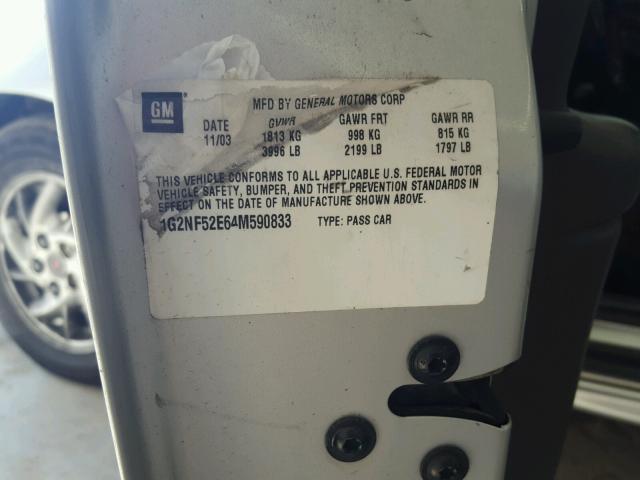 GM
MFD BY GENERAL MOTORS CORP
DATE GVWR GAWR FRT GAWR RR
11/03 1813 KG 998 KG 815 KG
3996 LB 2199 LB 1797 LB
THIS VEHICLE CONFORMS TO ALL APPLICABLE U.S. FEDERAL MOTOR
VEHICLE SAFETY, BUMPER, AND THEFT PREVENTION STANDARDS IN
EFFECT ON THE DATE OF MANUFACTURE SHOWN ABOVE.
1G2NF52E64M590833 TYPE: PASS CAR